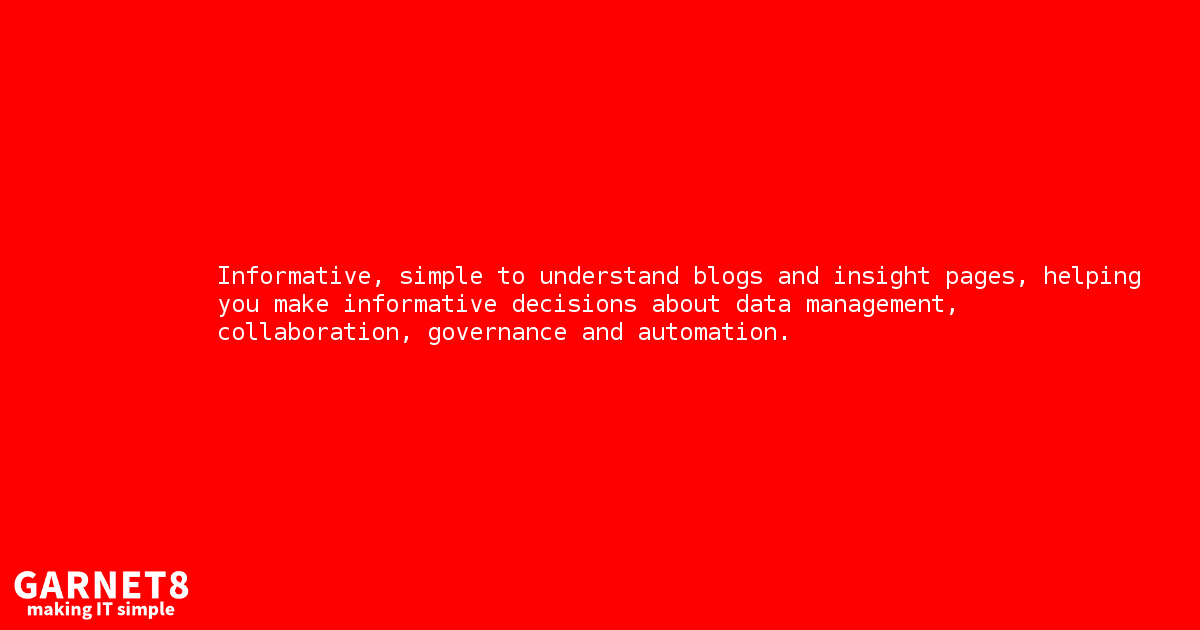 Informative, simple to understand blogs and insight pages, helping
you make informative decisions about data management,
collaboration, governance and automation.
GARNET8
making IT simple